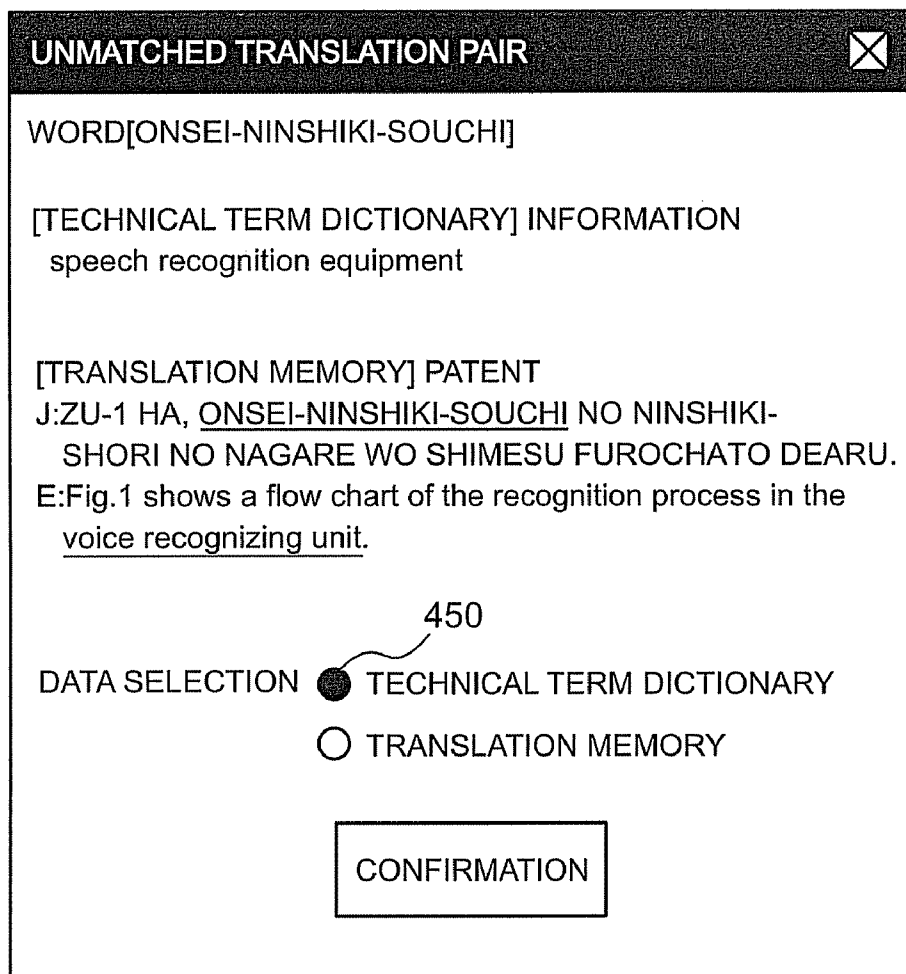 UNMATCHED TRANSLATION PAIR
WORD[ONSEI-NINSHIKI-SOUCHI]
[TECHNICAL TERM DICTIONARY] INFORMATION
speech recognition equipment
[TRANSLATION MEMORY] PATENT
J:ZU-1 HA, ONSEI-NINSHIKI-SOUCHI NO NINSHIKI-
SHORI NO NAGARE WO SHIMESU FUROCHATO DEARU.
E:Fig.1 shows a flow chart of the recognition process in the
voice recognizing unit.
450
DATA SELECTION TECHNICAL TERM DICTIONARY
TRANSLATION MEMORY
CONFIRMATION